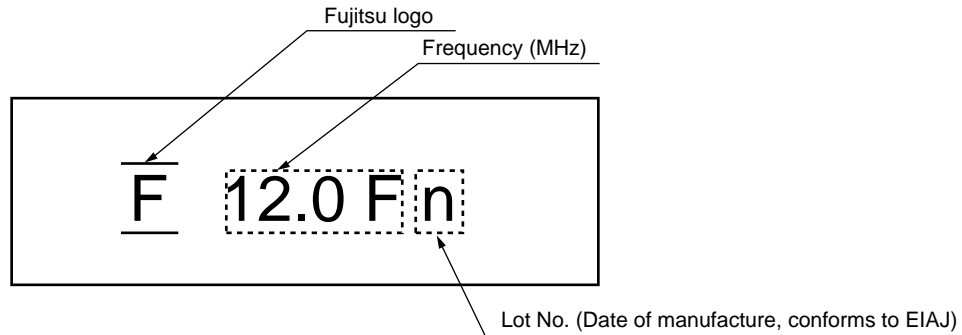 Fujitsu logo
Frequency (MHz)
F 12.0 F n
Lot No. (Date of manufacture, conforms to EIAJ)